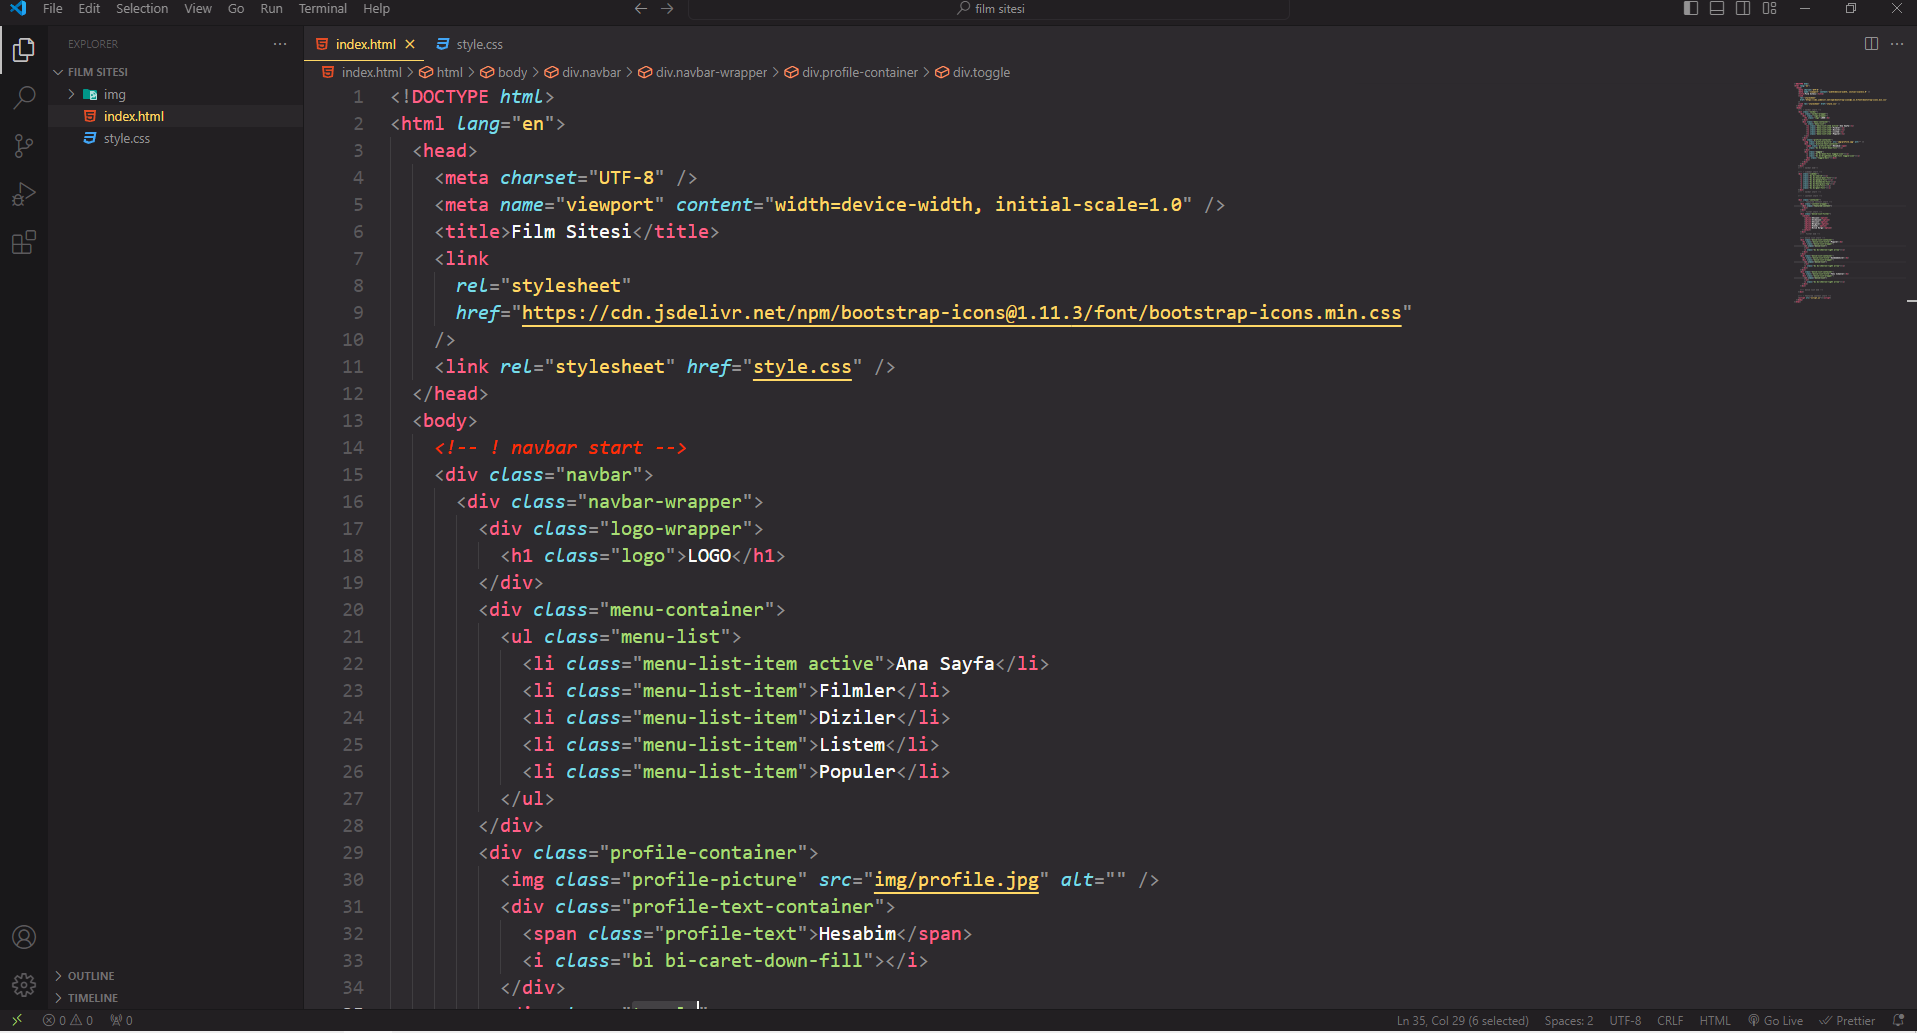 File Edit Selection View Go Run Terminal Help
film sitesi
EXPLORER
FILM SITESI
img
index.html
style.css
OUTLINE
TIMELINE
index.html style.css
index.html > html > body > div.navbar > div.navbar-wrapper > div.profile-container > div.toggle
1 <!DOCTYPE html>
2 <html lang="en">
3 <head>
4 <meta charset="UTF-8" />
5 <meta name="viewport" content="width=device-width, initial-scale=1.0" />
6 <title>Film Sitesi</title>
7 <link
8 rel="stylesheet"
9 href="https://cdn.jsdelivr.net/npm/bootstrap-icons@1.11.3/font/bootstrap-icons.min.css"
10 />
11 <link rel="stylesheet" href="style.css" />
12 </head>
13 <body>
14 <!-- ! navbar start -->
15 <div class="navbar">
16 <div class="navbar-wrapper">
17 <div class="logo-wrapper">
18 <h1 class="logo">LOGO</h1>
19 </div>
20 <div class="menu-container">
21 <ul class="menu-list">
22 <li class="menu-list-item active">Ana Sayfa</li>
23 <li class="menu-list-item">Filmler</li>
24 <li class="menu-list-item">Diziler</li>
25 <li class="menu-list-item">Listem</li>
26 <li class="menu-list-item">Populer</li>
27 </ul>
28 </div>
29 <div class="profile-container">
30 <img class="profile-picture" src="img/profile.jpg" alt="" />
31 <div class="profile-text-container">
32 <span class="profile-text">Hesabim</span>
33 <i class="bi bi-caret-down-fill"></i>
34 </div>
0 0 0 Ln 35, Col 29 (6 selected) Spaces: 2 UTF-8 CRLF HTML Go Live Prettier